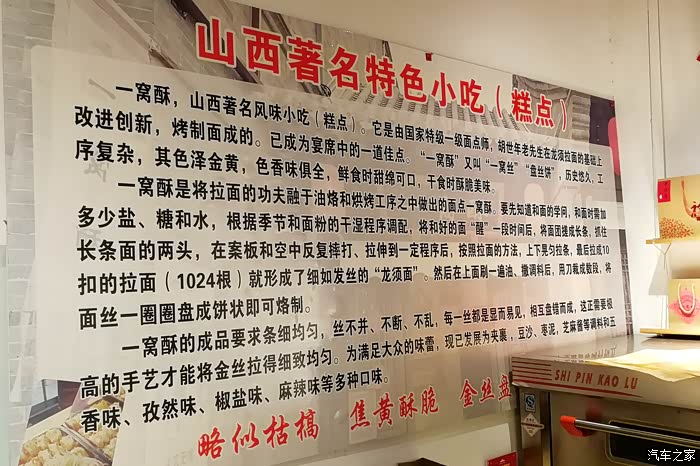 山西著名特色小吃（糕点）
一窝酥，山西著名风味小吃（糕点）。它是由国家特级一级面点师，胡世年老先生在龙须拉面的基础上
改进创新，烤制面成的。已成为宴席中的一道佳点。“一窝酥”又叫“一窝丝”“盘丝饼”，历史悠久，工
序复杂，其色泽金黄，色香味俱全，鲜食时甜绵可口，干食时酥脆美味。
一窝酥是将拉面的功夫融于油烙和烘烤工序之中做出的面点一窝酥。要先知道和面的学问，和面时需加
多少盐、糖和水，根据季节和面粉的干湿程序调配，将和好的面“醒”一段时间后，将面团搓成长条，抓住
长条面的两头，在案板和空中反复摔打、拉伸到一定程序后，按照拉面的方法，上下晃匀拉条，最后拉成10
扣的拉面（1024根）就形成了细如发丝的“龙须面”。然后在上面刷一遍油、撒调料后，用刀裁成数段，将
面丝一圈圈盘成饼状即可烙制。
一窝酥的成品要求条细均匀，丝不并、不断、不乱，每一丝都是显而易见，相互盘错而成，这正需要极
高的手艺才能将金丝拉得细致均匀。为满足大众的味蕾，现已发展为夹裹，豆沙、枣泥、芝麻酱等调料和五
香味、孜然味、椒盐味、麻辣味等多种口味。
略似枯槁 焦黄酥脆 金丝盘
SHI PIN KAO LU
汽车之家